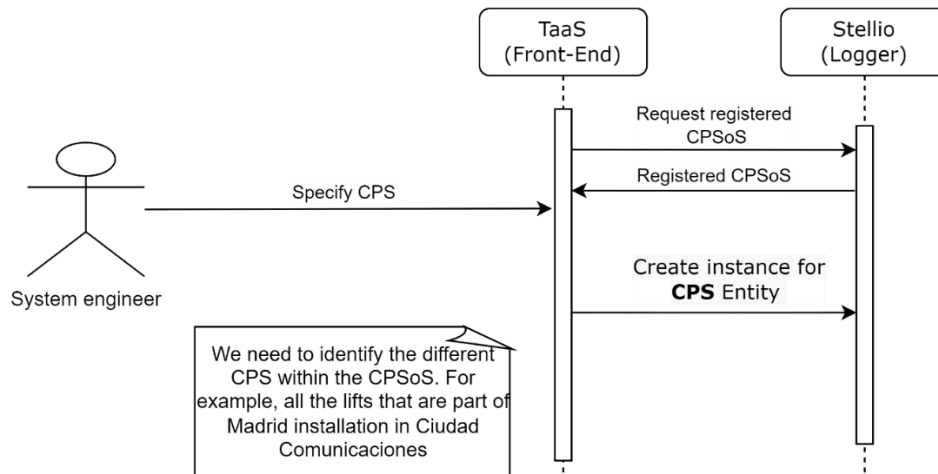 TaaS
(Front-End)
Stellio
(Logger)
Request registered
CPSoS
Registered CPSoS
Specify CPS
Create instance for
CPS Entity
System engineer
We need to identify the different
CPS within the CPSoS. For
example, all the lifts that are part of
Madrid installation in Ciudad
Comunicaciones